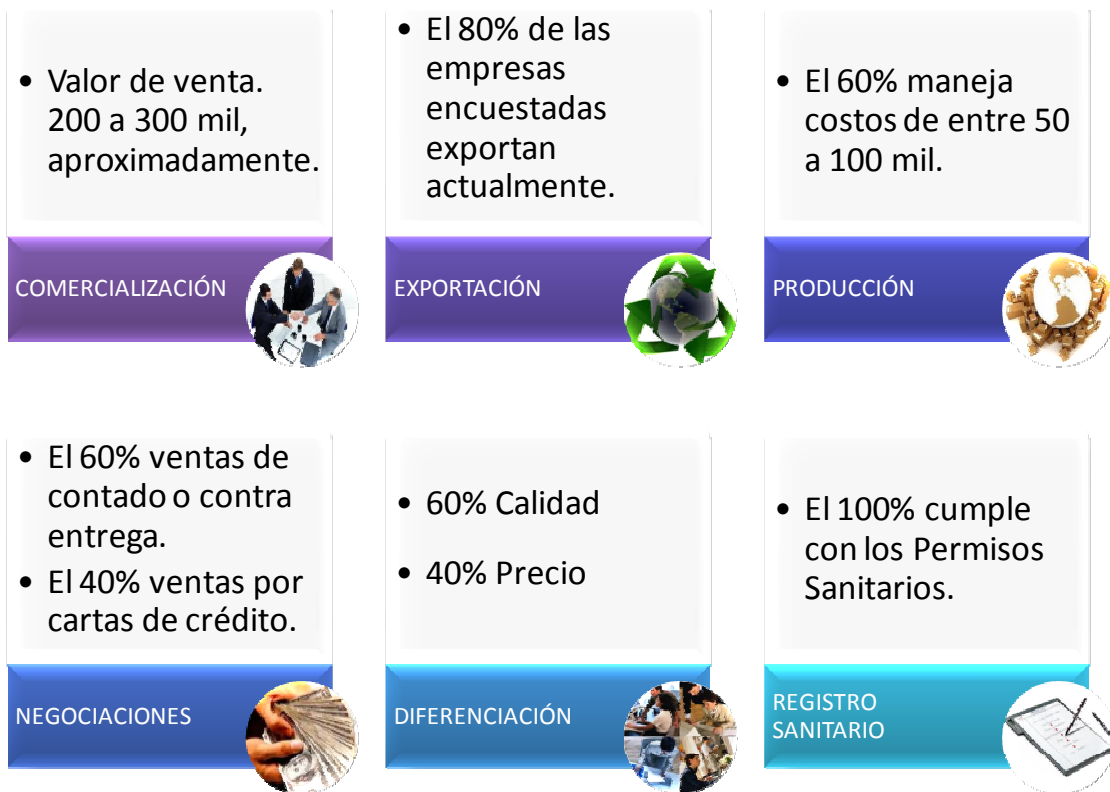 • Valor de venta.
200 a 300 mil,
aproximadamente.
COMERCIALIZACIÓN
• El 80% de las
empresas
encuestadas
exportan
actualmente.
EXPORTACIÓN
• El 60% maneja
costos de entre 50
a 100 mil.
PRODUCCIÓN
• El 60% ventas de
contado o contra
entrega.
• El 40% ventas por
cartas de crédito.
NEGOCIACIONES
• 60% Calidad
• 40% Precio
DIFERENCIACIÓN
• El 100% cumple
con los Permisos
Sanitarios.
REGISTRO
SANITARIO